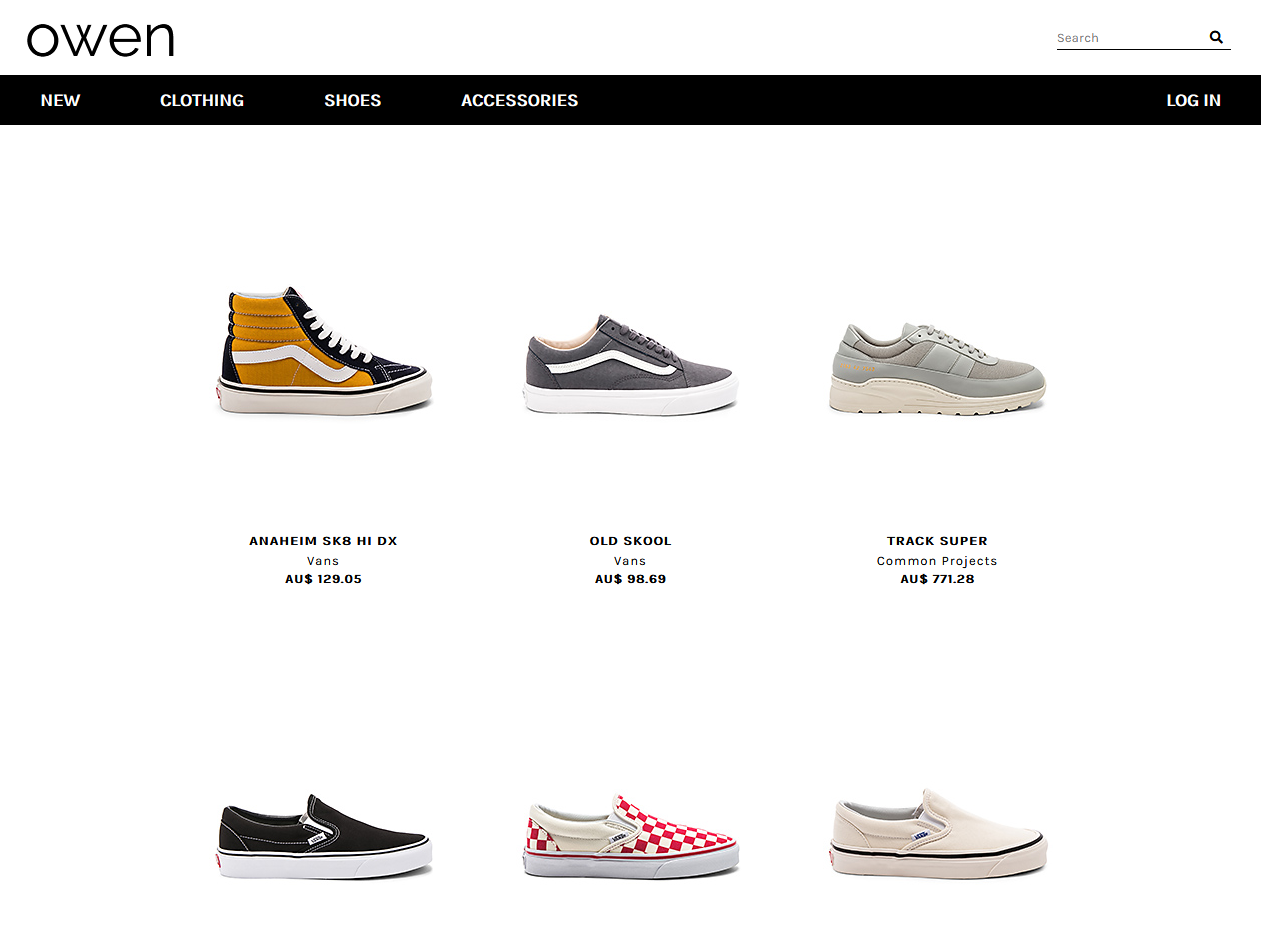 owen
Search
NEW CLOTHING SHOES ACCESSORIES LOG IN
ANAHEIM SK8 HI DX
Vans
AU$ 129.05
OLD SKOOL
Vans
AU$ 98.69
TRACK SUPER
Common Projects
AU$ 771.28